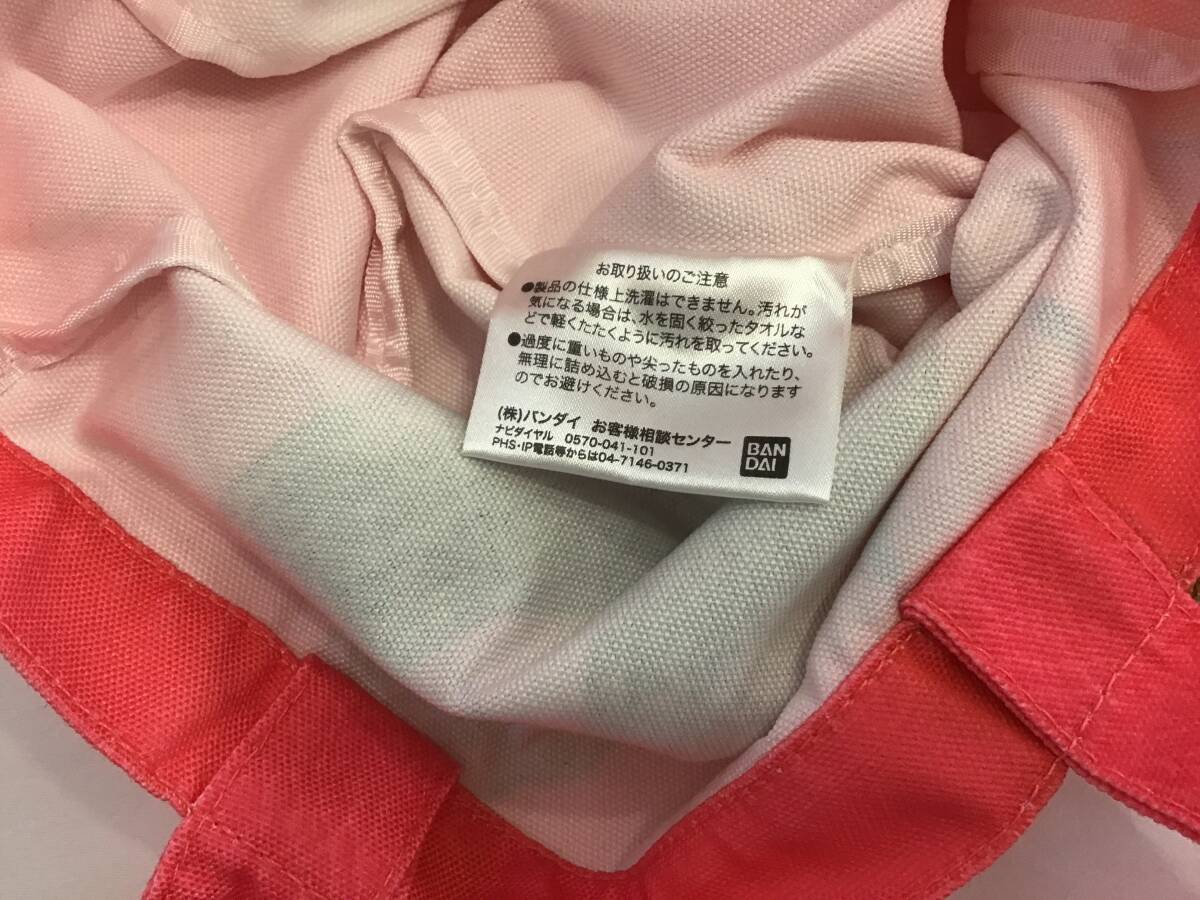 お取り扱いのご注意
●製品の仕様上洗濯はできません。汚れが
気になる場合は、水を固く絞ったタオルな
どで軽くたたくように汚れを取ってください。
●過度に重いものや尖ったものを入れたり、
無理に詰め込むと破損の原因になります
のでお避けください。
(株)バンダイ お客様相談センター
ナビダイヤル 0570-041-101
PHS・IP電話等からは04-7146-0371
BAN
DAI